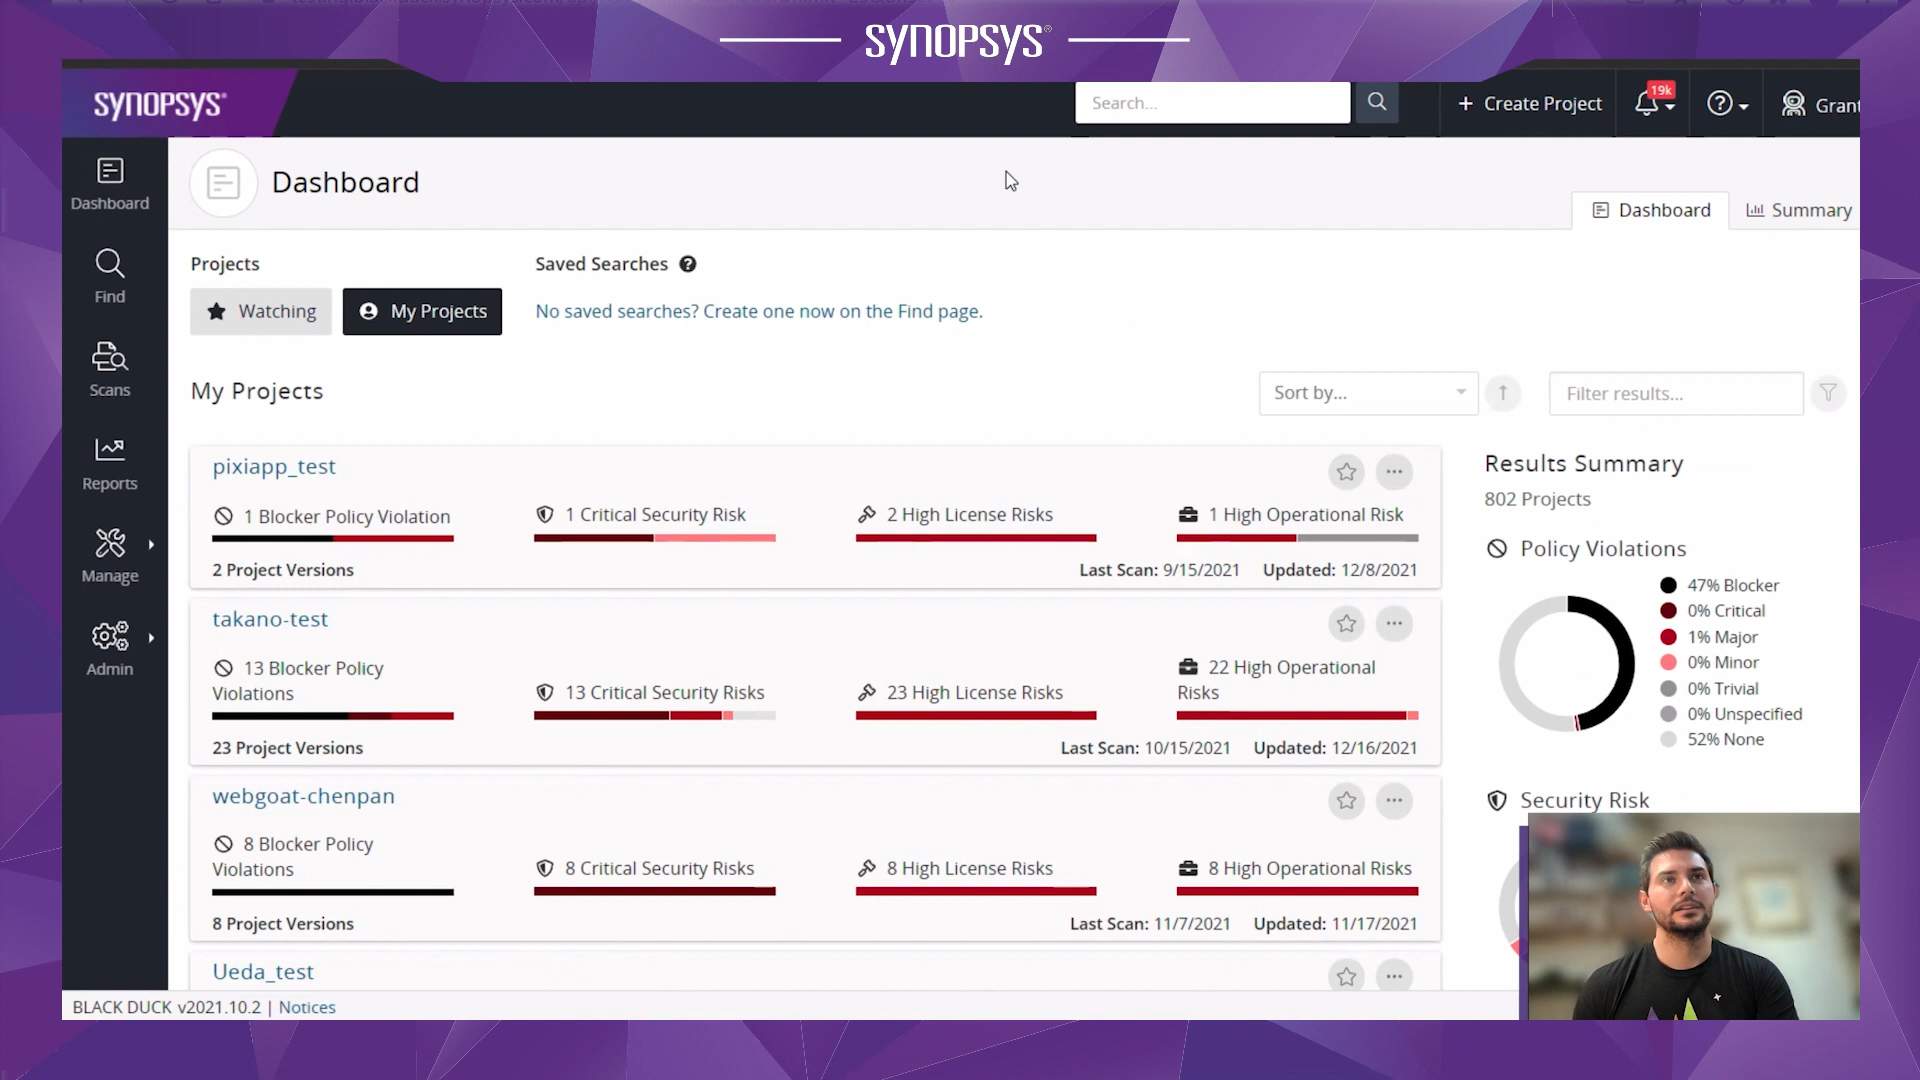 SYNOPSYS®
SYNOPSYS®
Search...
+ Create Project
19k
Grant
Dashboard
Dashboard
Summary
Dashboard
Find
Scans
Reports
Manage
Admin
Projects
Saved Searches
Watching
My Projects
No saved searches? Create one now on the Find page.
My Projects
Sort by...
Filter results...
pixiapp_test
1 Blocker Policy Violation
1 Critical Security Risk
2 High License Risks
1 High Operational Risk
2 Project Versions
Last Scan: 9/15/2021
Updated: 12/8/2021
takano-test
13 Blocker Policy
Violations
13 Critical Security Risks
23 High License Risks
22 High Operational
Risks
23 Project Versions
Last Scan: 10/15/2021
Updated: 12/16/2021
webgoat-chenpan
8 Blocker Policy
Violations
8 Critical Security Risks
8 High License Risks
8 High Operational Risks
8 Project Versions
Last Scan: 11/7/2021
Updated: 11/17/2021
Ueda_test
Results Summary
802 Projects
Policy Violations
47% Blocker
0% Critical
1% Major
0% Minor
0% Trivial
0% Unspecified
52% None
Security Risk
BLACK DUCK v2021.10.2 | Notices